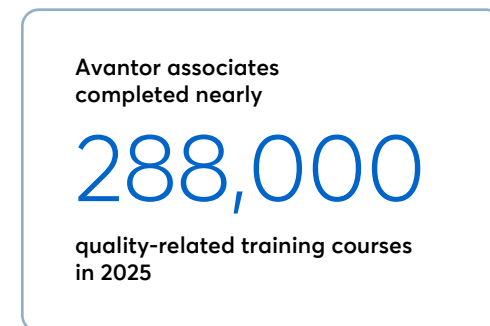 Avantor associates
completed nearly
288,000
quality-related training courses
in 2025